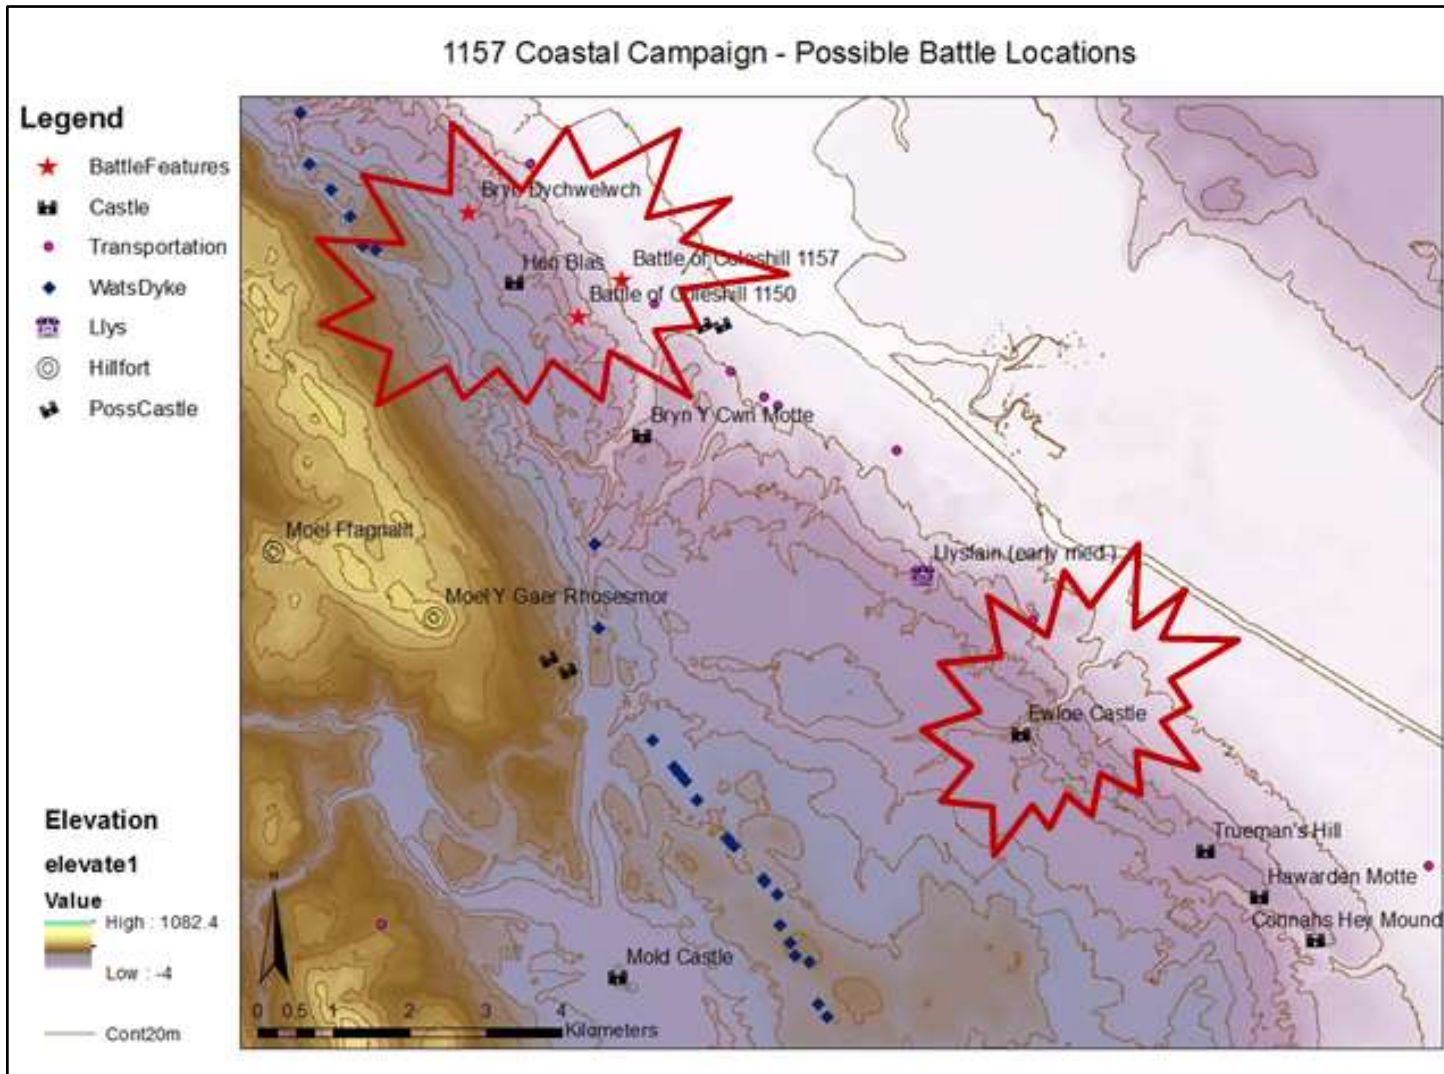 1157 Coastal Campaign - Possible Battle Locations
Legend
BattleFeatures
Castle
Transportation
WatsDyke
Llys
Hillfort
PossCastle
Elevation
elevate1
Value
High : 1082.4
Low : -4
Cont20m
Bryn Dychwelwch
Hen Blas
Battle of Coleshill 1157
Battle of Coleshill 1150
Bryn Y Cwn Motte
Moel Ffagnallt
Llyslain (early med.)
Moel Y Gaer Rhosesmor
Ewloe Castle
Trueman's Hill
Hawarden Motte
Connahs Hey Mound
Mold Castle
N
0 0.5 1 2 3 4
Kilometers